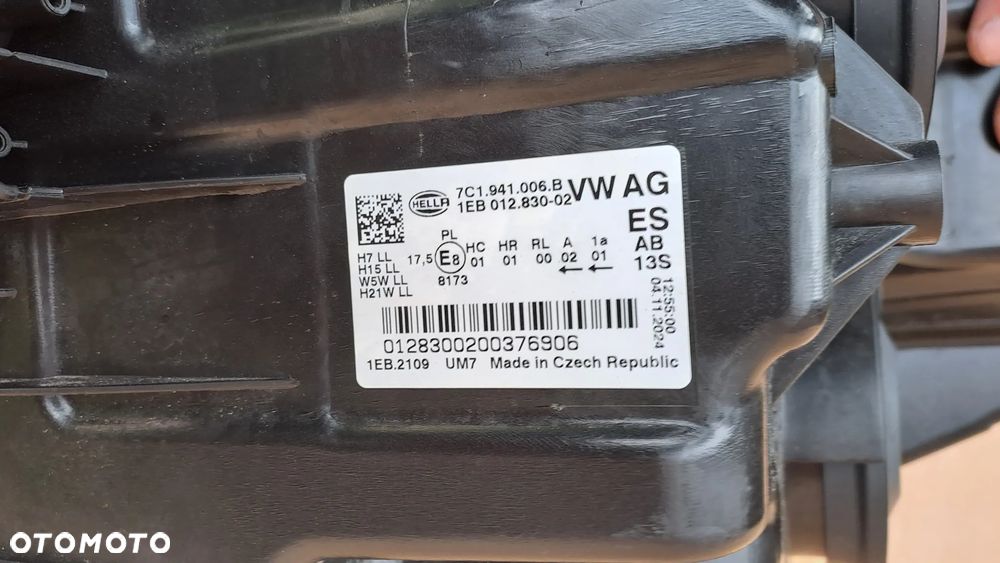 HELLA
7C1.941.006.B
1EB 012.830-02
VW AG
ES
AB
13S
H7 LL
H15 LL
W5W LL
H21W LL
PL HC HR RL A 1a
17,5 E8 01 01 00 02 01
8173
12:55:00
04.11.2024
01283002003769​06
1EB.2109 UM7 Made in Czech Republic
OTOMOTO